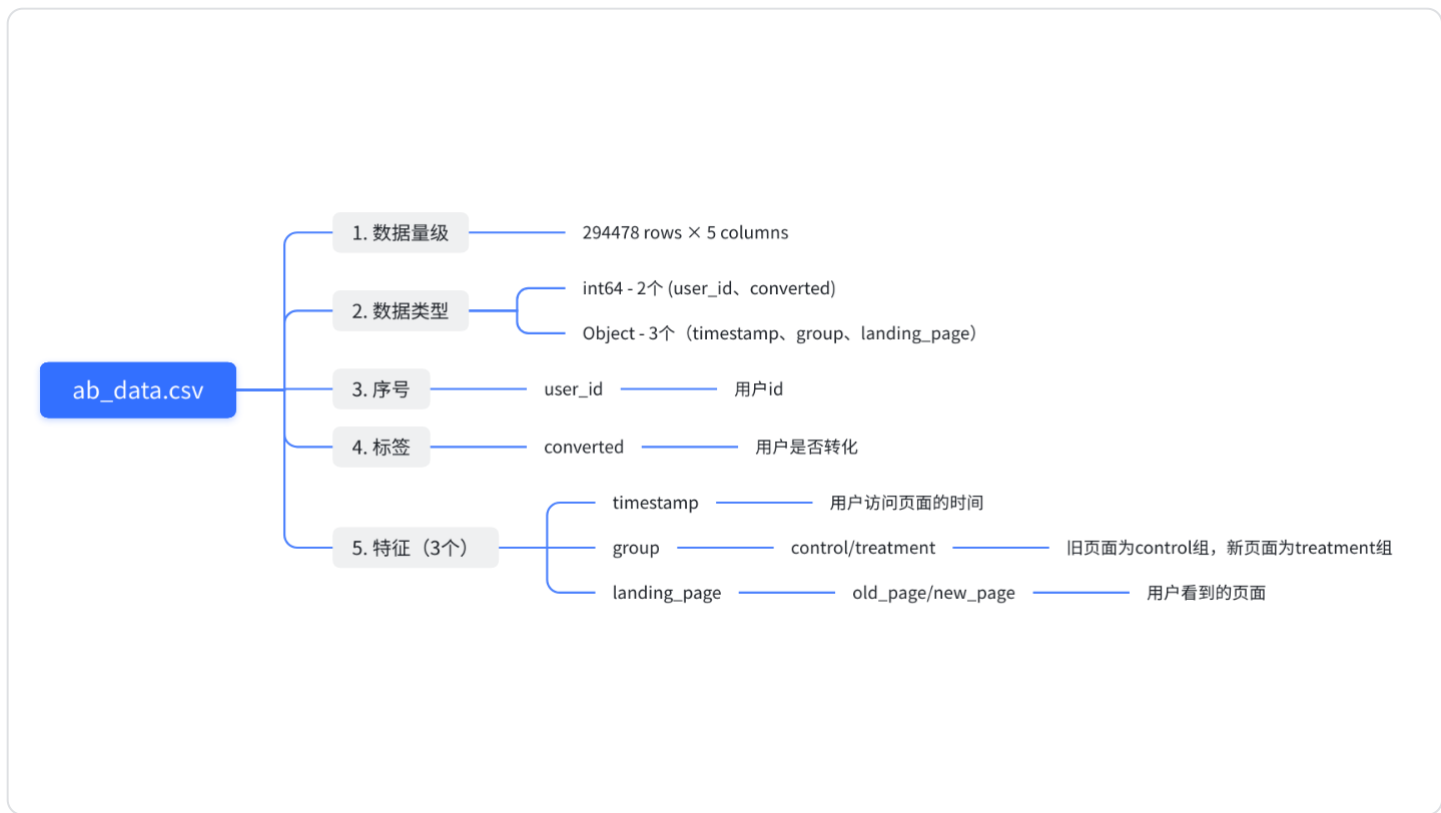 ab_data.csv
1. 数据量级
294478 rows × 5 columns
2. 数据类型
int64 - 2个 (user_id、converted)
Object - 3个（timestamp、group、landing_page）
3. 序号
user_id
用户id
4. 标签
converted
用户是否转化
5. 特征（3个）
timestamp
用户访问页面的时间
group
control/treatment
旧页面为control组，新页面为treatment组
landing_page
old_page/new_page
用户看到的页面